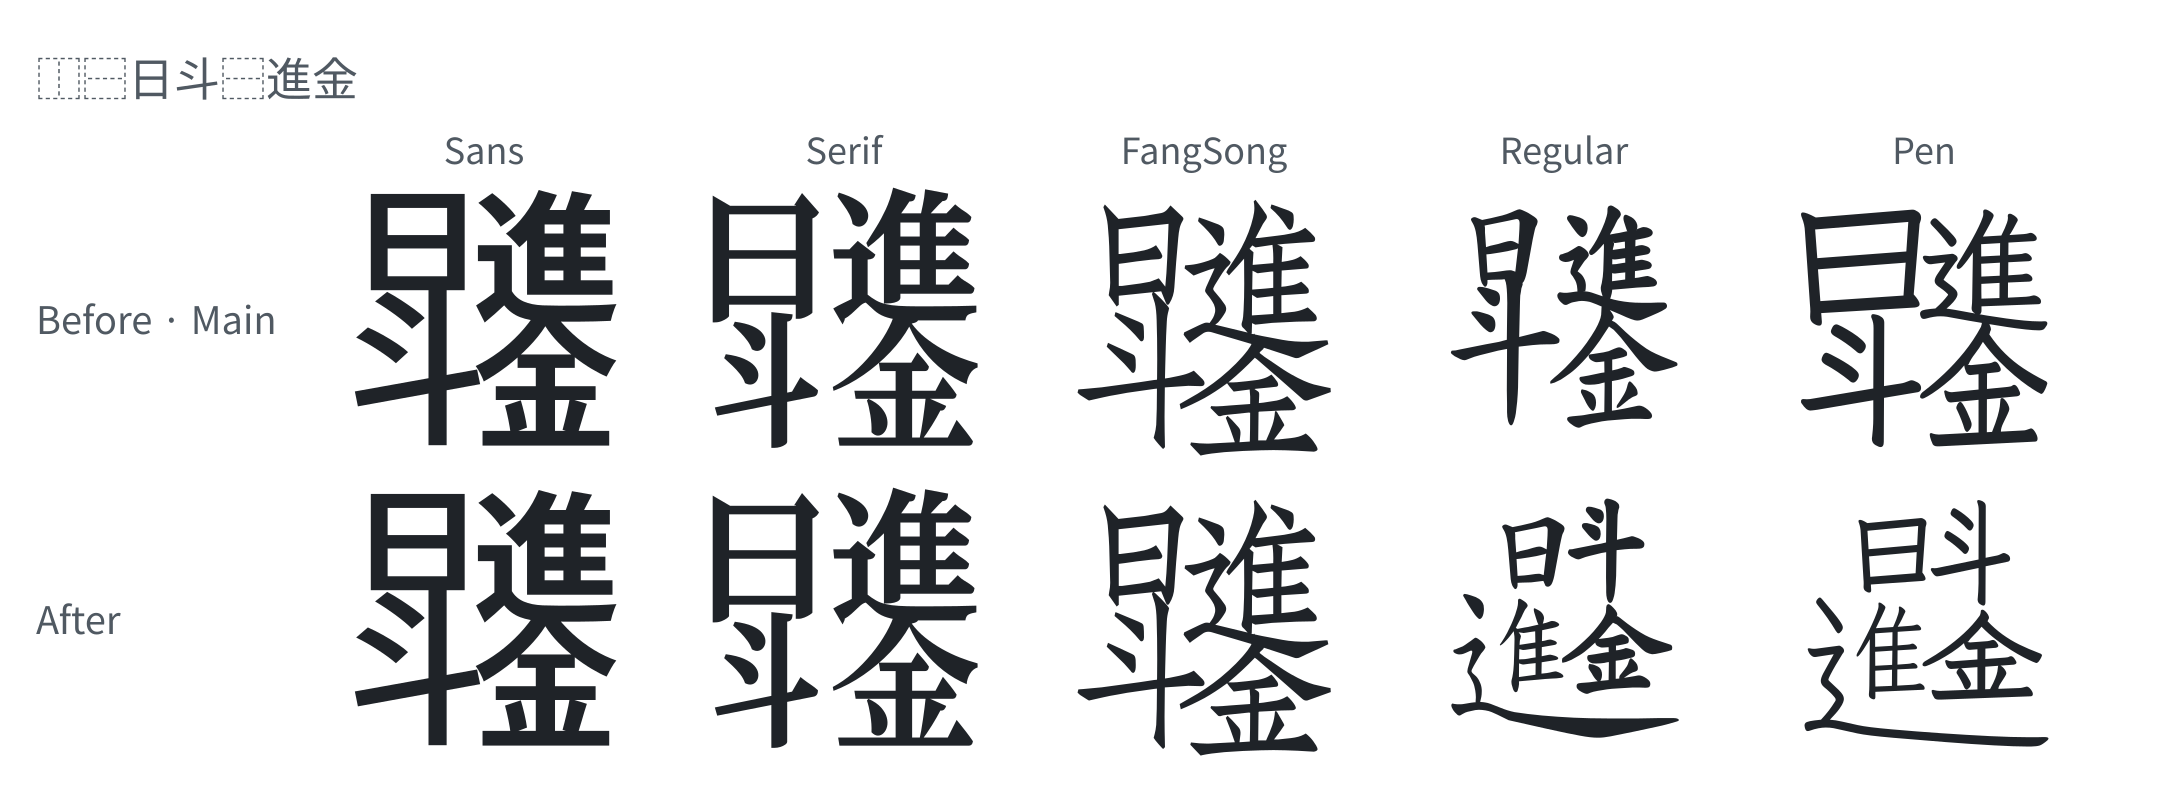 ⿰⿱日斗⿱進金
Sans Serif FangSong Regular Pen
Before · Main
After